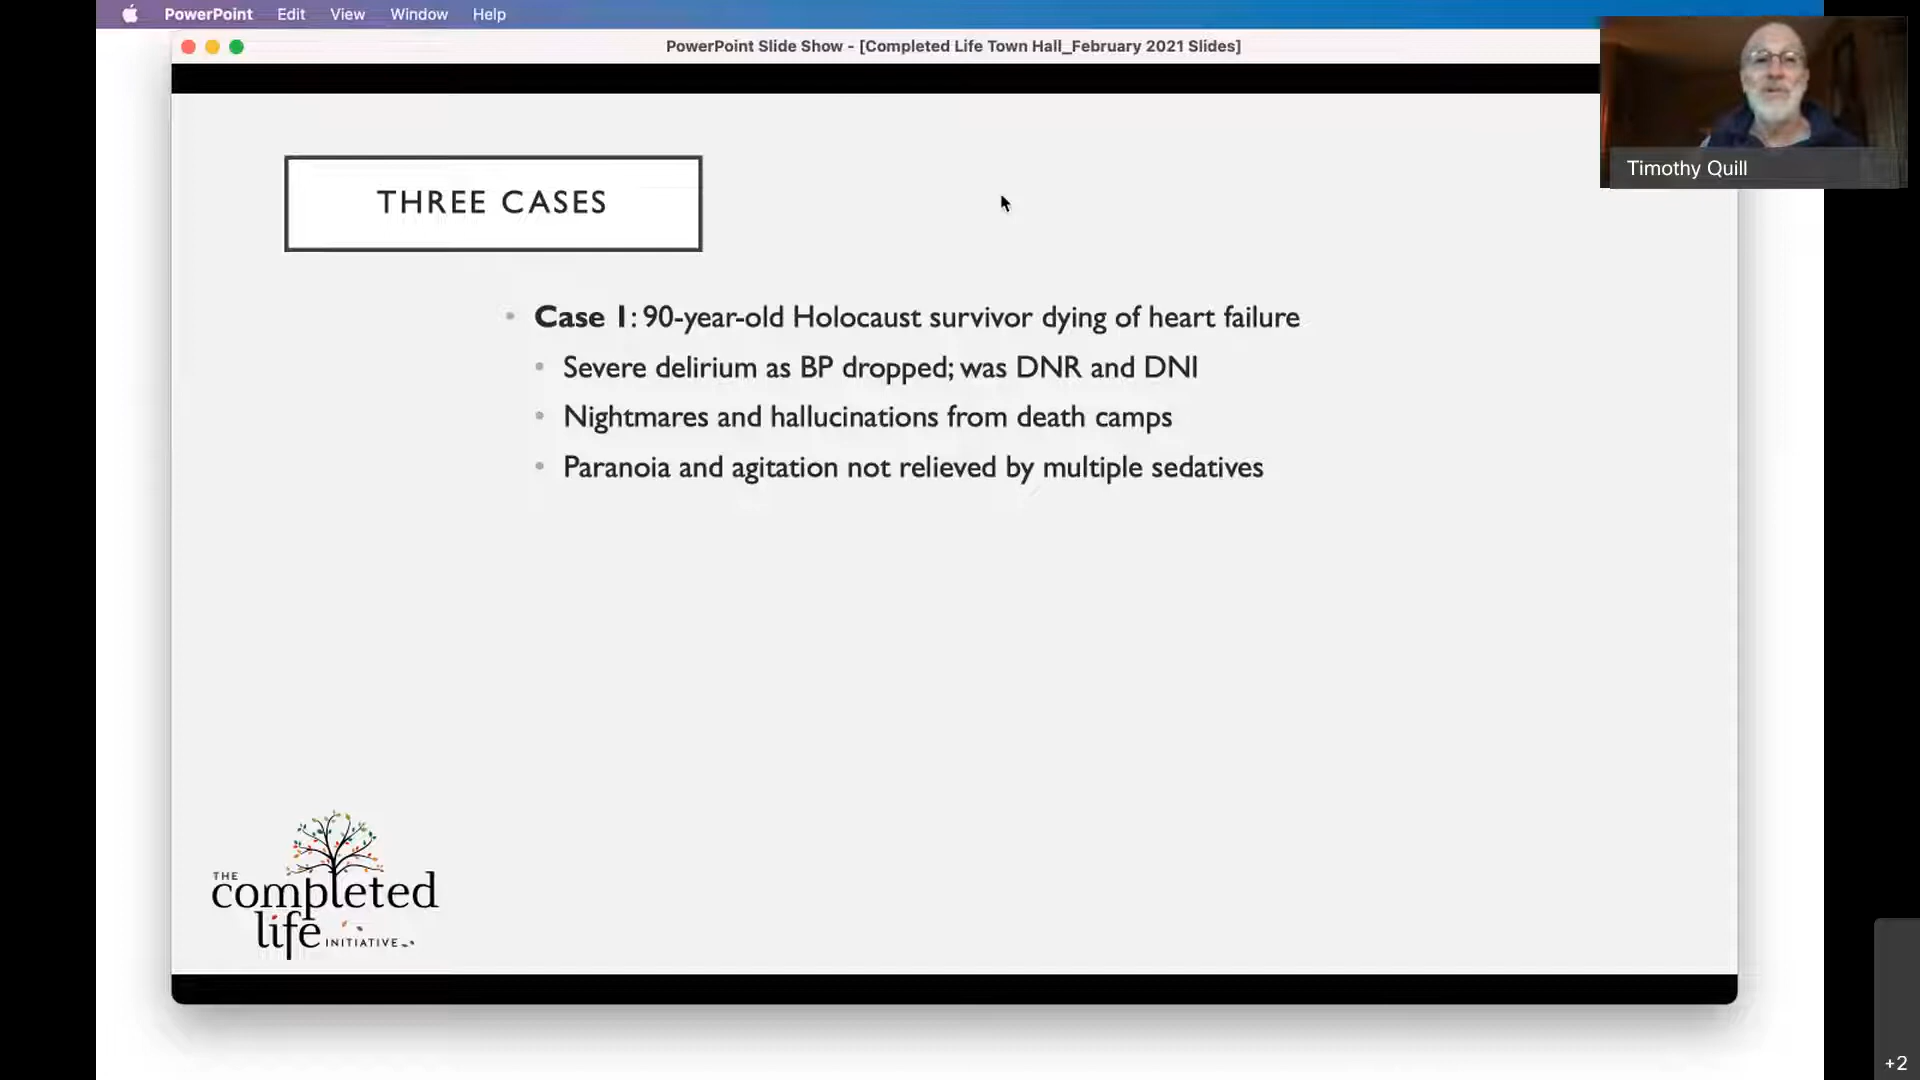 PowerPoint Edit View Window Help
PowerPoint Slide Show - [Completed Life Town Hall_February 2021 Slides]
Timothy Quill
THREE CASES
Case 1: 90-year-old Holocaust survivor dying of heart failure
Severe delirium as BP dropped; was DNR and DNI
Nightmares and hallucinations from death camps
Paranoia and agitation not relieved by multiple sedatives
THE
completed
life INITIATIVE
+2